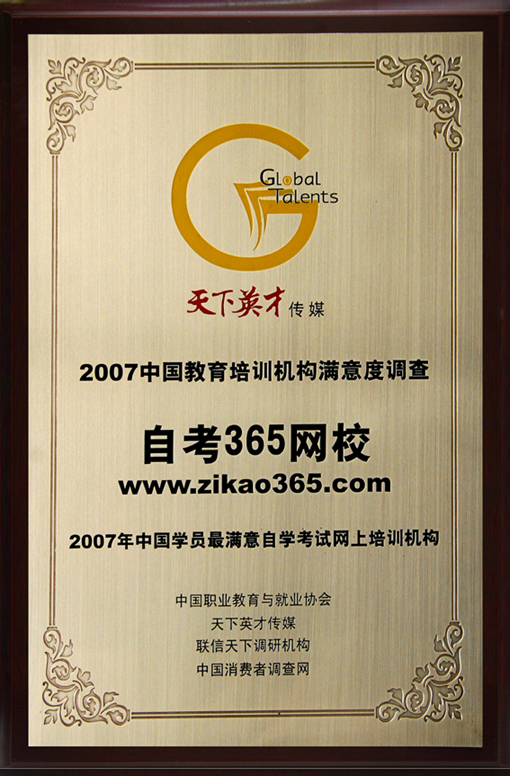 Global
Talents
天下英才传媒
2007中国教育培训机构满意度调查
自考365网校
www.zikao365.com
2007年中国学员最满意自学考试网上培训机构
中国职业教育与就业协会
天下英才传媒
联信天下调研机构
中国消费者调查网